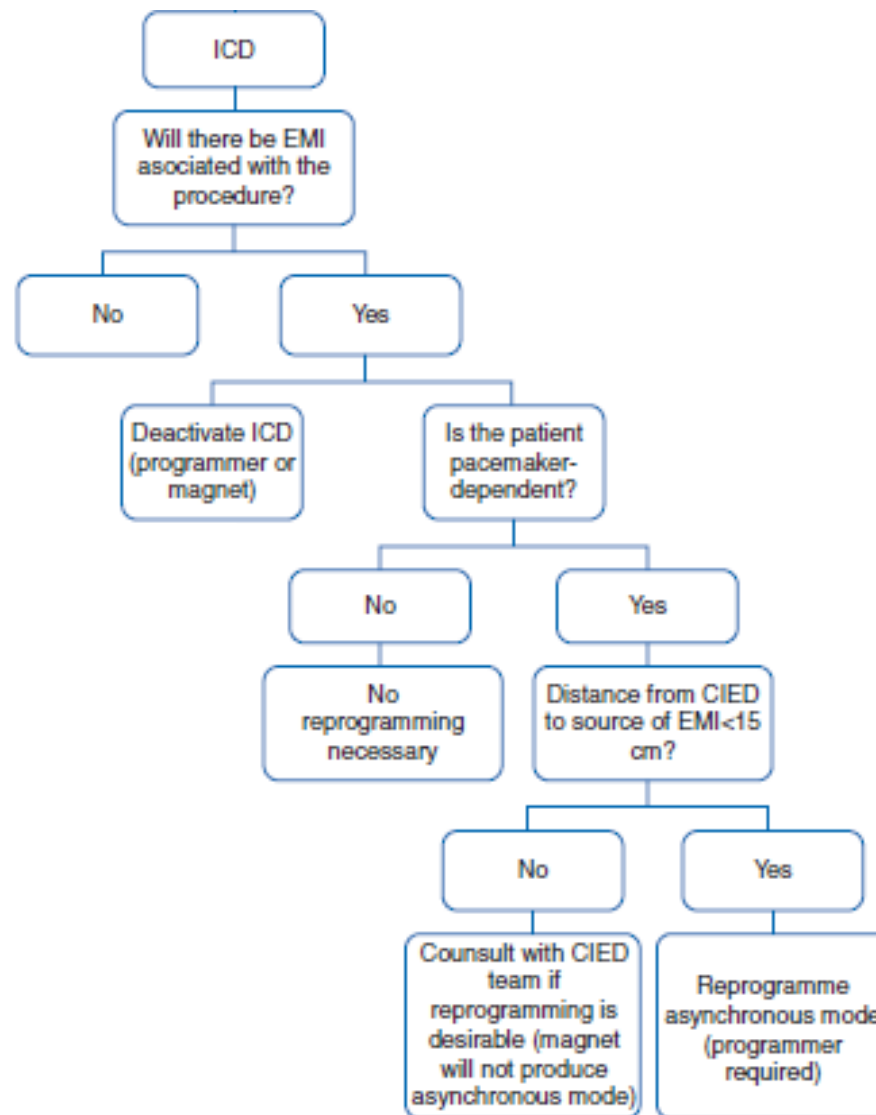 ICD
Will there be EMI
asociated with the
procedure?
No
Yes
Deactivate ICD
(programmer or
magnet)
Is the patient
pacemaker-
dependent?
No
Yes
No
reprogramming
necessary
Distance from CIED
to source of EMI<15
cm?
No
Yes
Counsult with CIED
team if
reprogramming is
desirable (magnet
will not produce
asynchronous mode)
Reprogramme
asynchronous mode
(programmer
required)